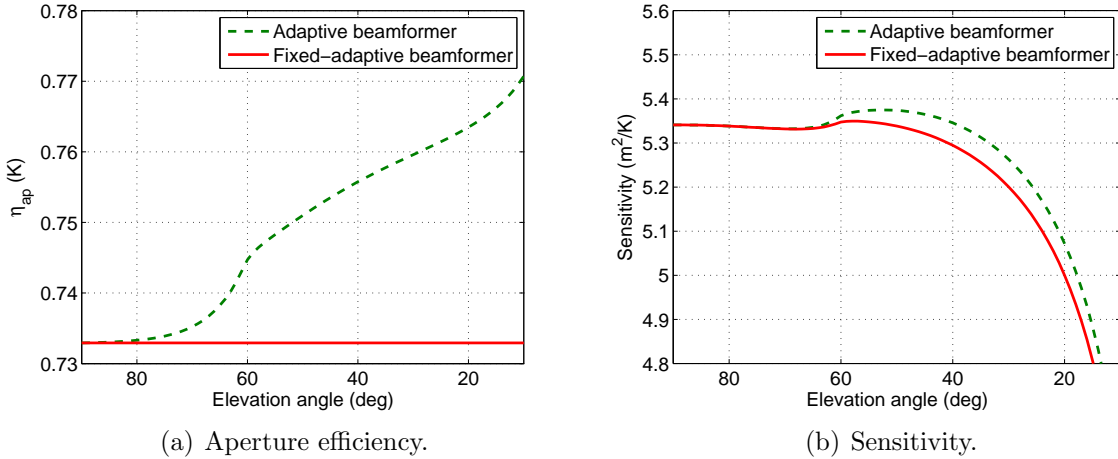 0.78
0.77
0.76
0.75
0.74
0.73
η_ap (K)
80 60 40 20
Elevation angle (deg)
Adaptive beamformer
Fixed−adaptive beamformer
(a) Aperture efficiency.
5.6
5.5
5.4
5.3
5.2
5.1
5
4.9
4.8
Sensitivity (m²/K)
80 60 40 20
Elevation angle (deg)
Adaptive beamformer
Fixed−adaptive beamformer
(b) Sensitivity.